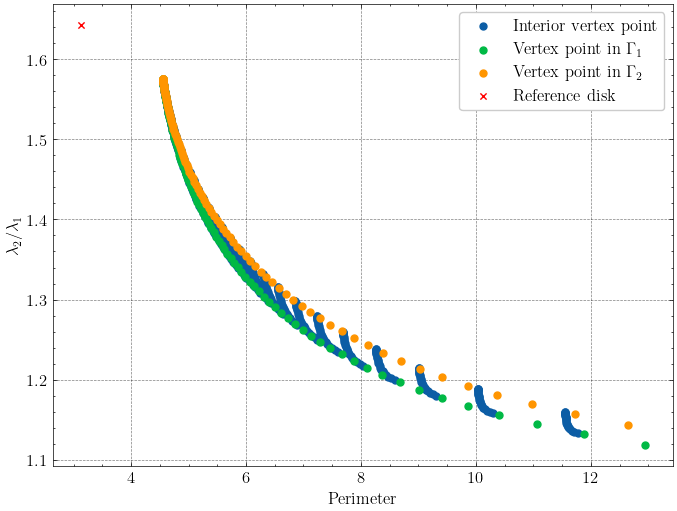 Interior vertex point
Vertex point in Γ₁
Vertex point in Γ₂
Reference disk
λ₂/λ₁
1.6
1.5
1.4
1.3
1.2
1.1
4 6 8 10 12
Perimeter